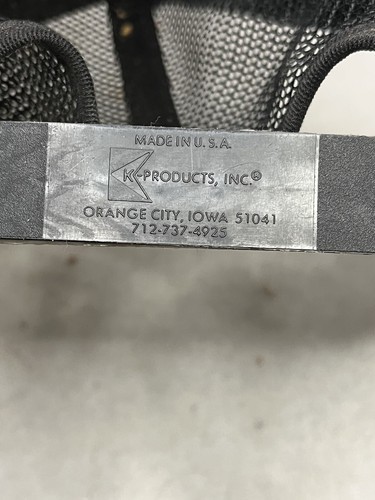 MADE IN U.S.A.
K-PRODUCTS, INC.®
ORANGE CITY, IOWA 51041
712-737-4925